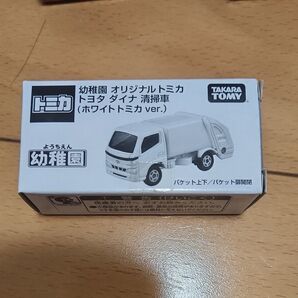 トミカ
幼稚園 オリジナルトミカ
トヨタ ダイナ 清掃車
(ホワイトトミカ ver.)
TAKARA
TOMY
ようちえん
幼稚園
バケット上下/バケット扉開閉